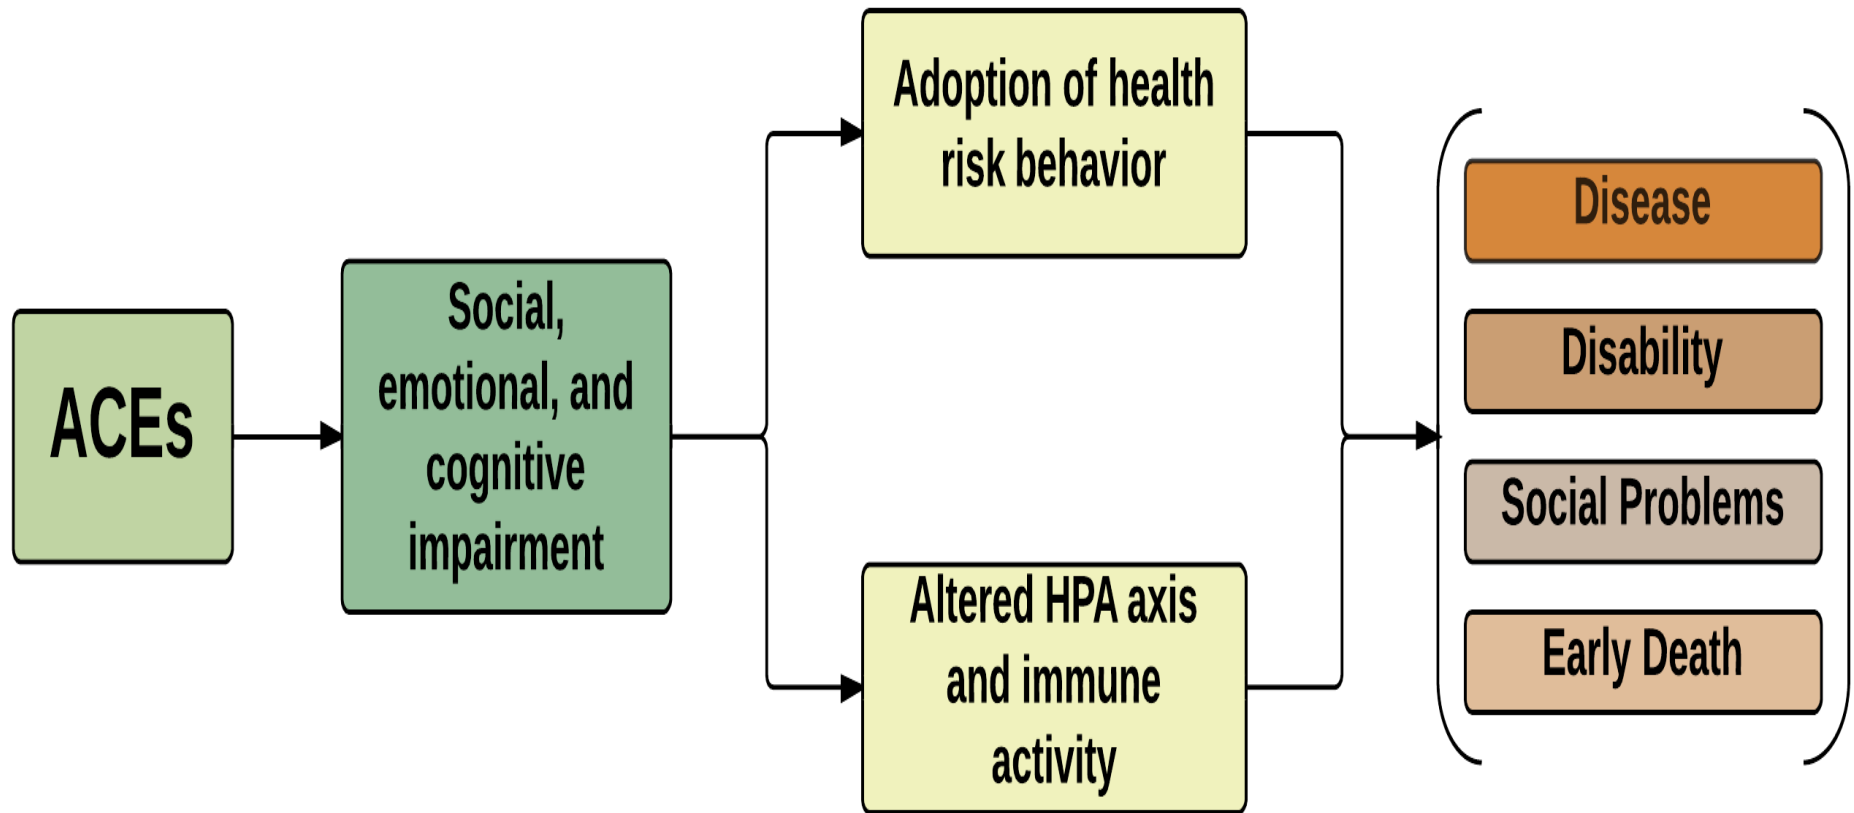 ACEs
Social,
emotional, and
cognitive
impairment
Adoption of health
risk behavior
Altered HPA axis
and immune
activity
Disease
Disability
Social Problems
Early Death